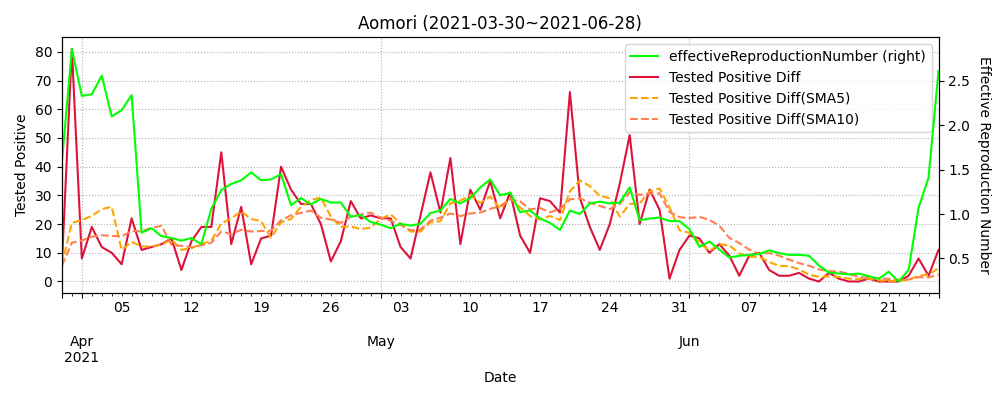 Aomori (2021-03-30~2021-06-28)
effectiveReproductionNumber (right)
Tested Positive Diff
Tested Positive Diff(SMA5)
Tested Positive Diff(SMA10)
Tested Positive
80
70
60
50
40
30
20
10
0
2.5
2.0
1.5
1.0
0.5
Effective Reproduction Number
05 12 19 26 03 10 17 24 31 07 14 21
Apr May Jun
2021
Date